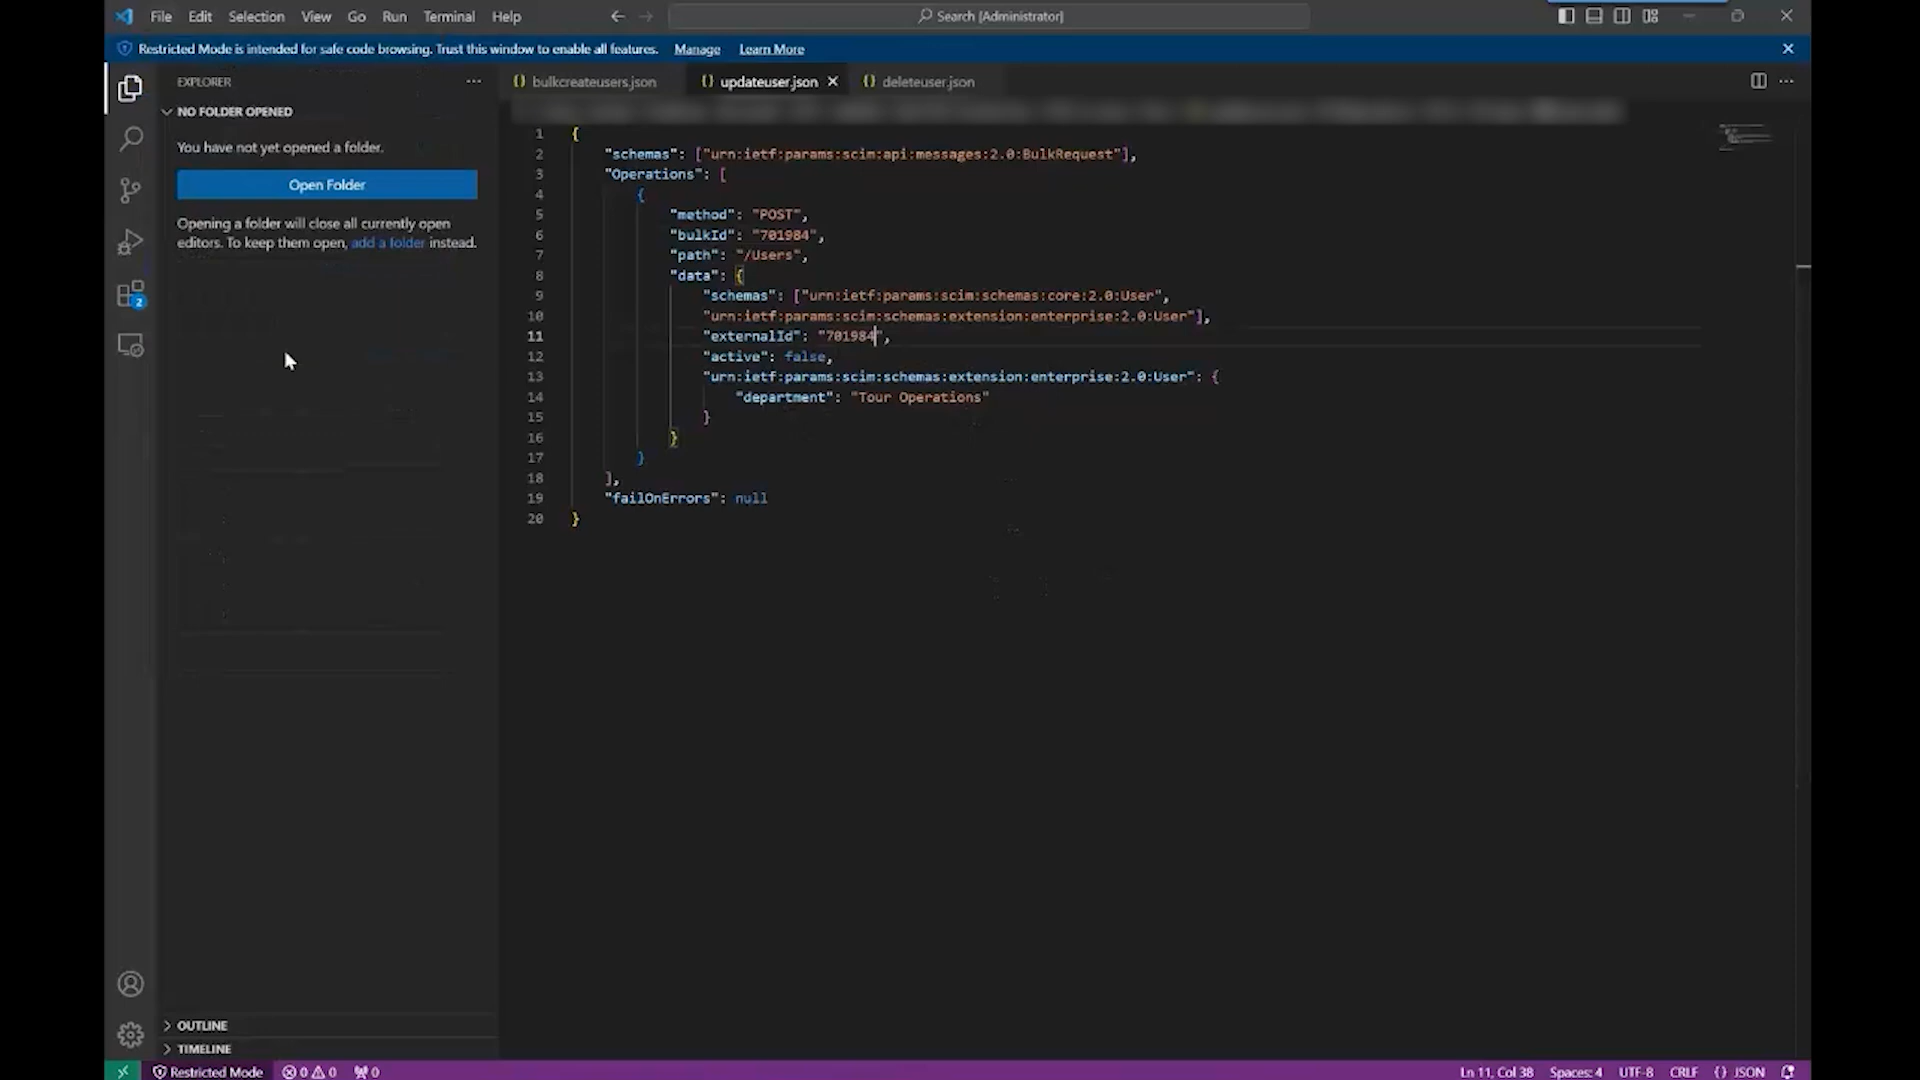 File Edit Selection View Go Run Terminal Help
Search [Administrator]
Restricted Mode is intended for safe code browsing. Trust this window to enable all features. Manage Learn More
EXPLORER
NO FOLDER OPENED
You have not yet opened a folder.
Open Folder
Opening a folder will close all currently open
editors. To keep them open, add a folder instead.
2
OUTLINE
TIMELINE
{} bulkcreateusers.json {} updateuser.json {} deleteuser.json
1 {
2 "schemas": ["urn:ietf:params:scim:api:messages:2.0:BulkRequest"],
3 "Operations": [
4 {
5 "method": "POST",
6 "bulkId": "701984",
7 "path": "/Users",
8 "data": {
9 "schemas": ["urn:ietf:params:scim:schemas:core:2.0:User",
10 "urn:ietf:params:scim:schemas:extension:enterprise:2.0:User"],
11 "externalId": "701984",
12 "active": false,
13 "urn:ietf:params:scim:schemas:extension:enterprise:2.0:User": {
14 "department": "Tour Operations"
15 }
16 }
17 }
18 ],
19 "failOnErrors": null
20 }
Restricted Mode 0 0 0 Ln 11, Col 38 Spaces: 4 UTF-8 CRLF {} JSON